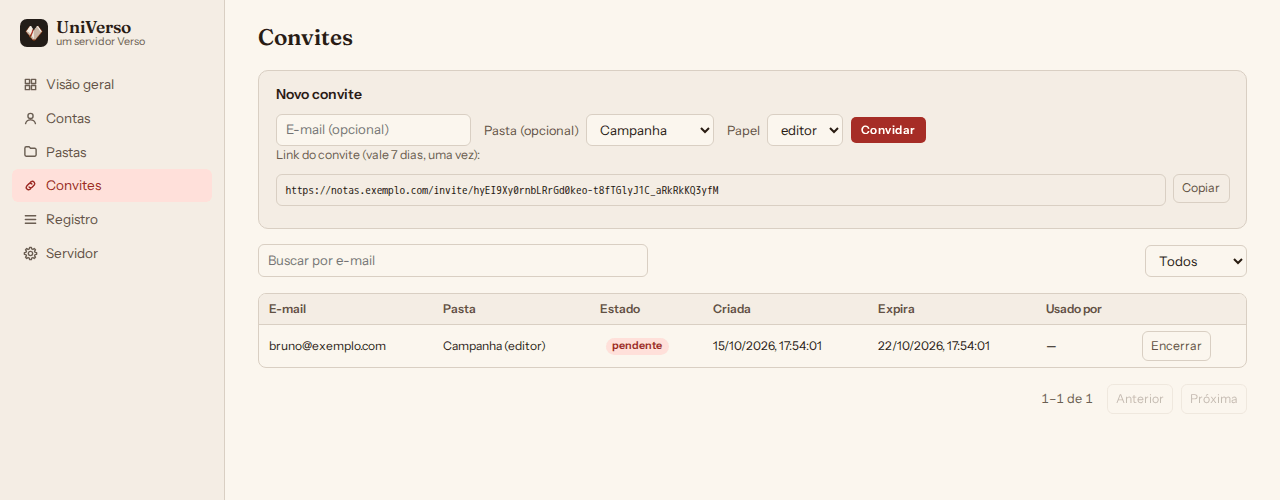 UniVerso
um servidor Verso
Visão geral
Contas
Pastas
Convites
Registro
Servidor
Convites
Novo convite
E-mail (opcional) Pasta (opcional) Campanha Papel editor Convidar
Link do convite (vale 7 dias, uma vez):
https://notas.exemplo.com/invite/hyEI9Xy0rnbLRrGd0keo-t8fTGlyJ1C_aRkRkKQ3yfM Copiar
Buscar por e-mail Todos
E-mail Pasta Estado Criada Expira Usado por
bruno@exemplo.com Campanha (editor) pendente 15/10/2026, 17:54:01 22/10/2026, 17:54:01 — Encerrar
1–1 de 1 Anterior Próxima